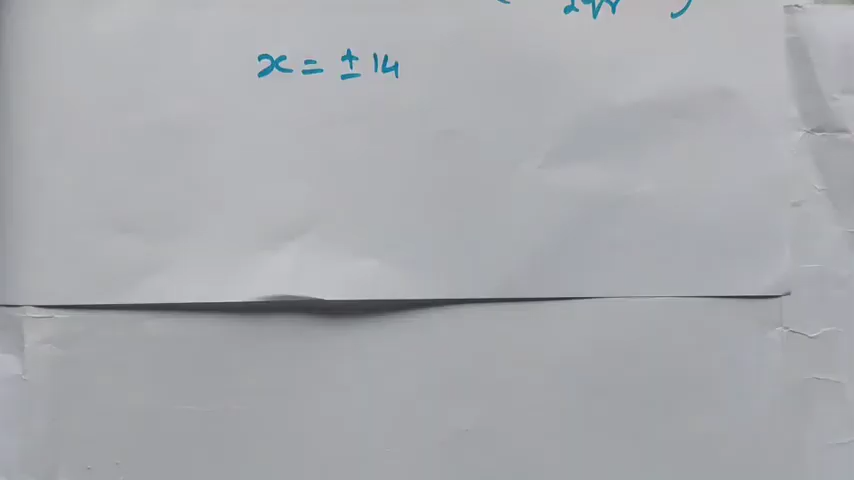 x = ± 14